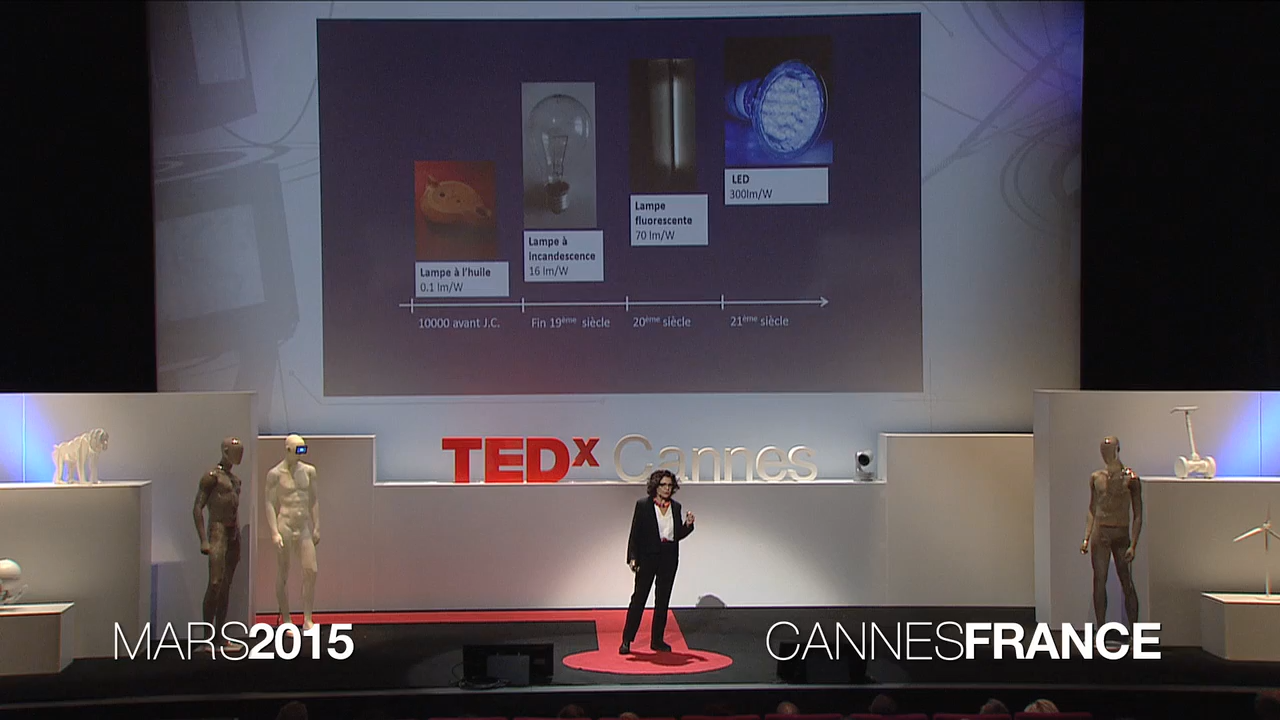 LED
300lm/W
Lampe
fluorescente
70 lm/W
Lampe à
incandescence
16 lm/W
Lampe à l'huile
0.1 lm/W
10000 avant J.C.
Fin 19ème siècle
20ème siècle
21ème siècle
TEDx Cannes
MARS2015
CANNESFRANCE